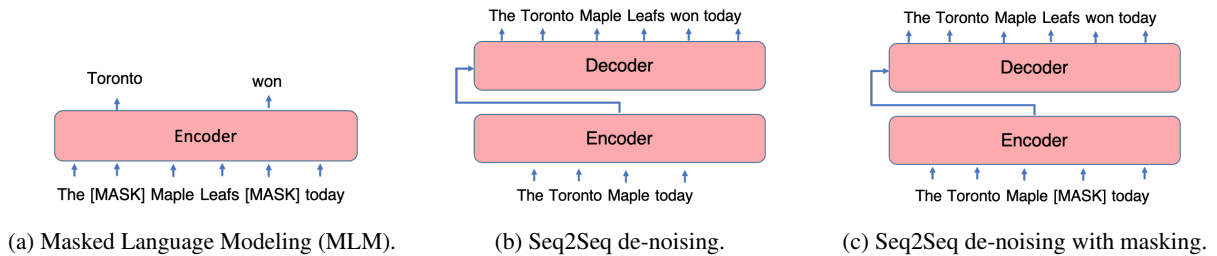 Toronto
won
Encoder
The [MASK] Maple Leafs [MASK] today
(a) Masked Language Modeling (MLM).
The Toronto Maple Leafs won today
Decoder
Encoder
The Toronto Maple today
(b) Seq2Seq de-noising.
The Toronto Maple Leafs won today
Decoder
Encoder
The Toronto Maple [MASK] today
(c) Seq2Seq de-noising with masking.